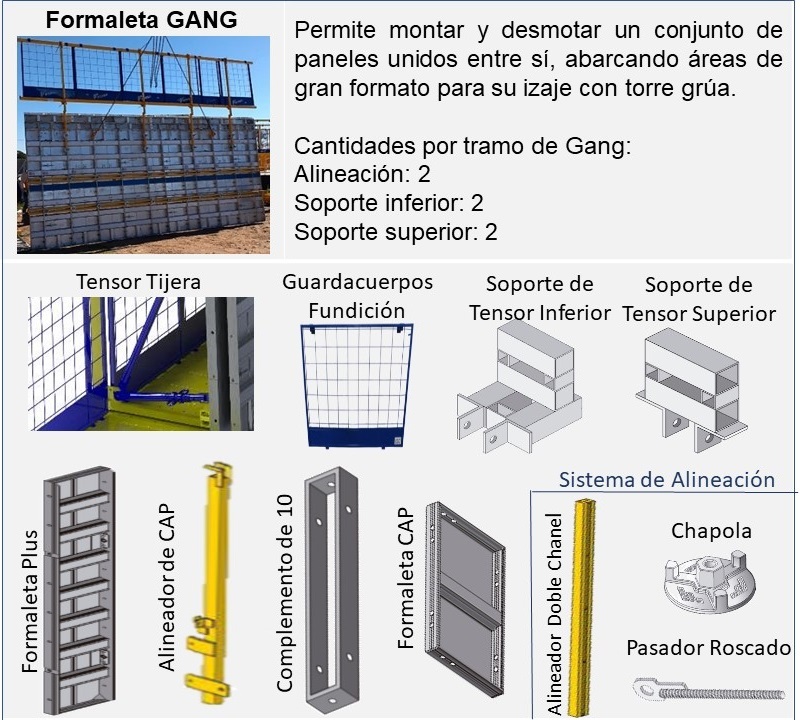 Formaleta GANG
Permite montar y desmotar un conjunto de
paneles unidos entre sí, abarcando áreas de
gran formato para su izaje con torre grúa.
Cantidades por tramo de Gang:
Alineación: 2
Soporte inferior: 2
Soporte superior: 2
Tensor Tijera
Guardacuerpos
Fundición
Soporte de
Tensor Inferior
Soporte de
Tensor Superior
Formaleta Plus
Alineador de CAP
Complemento de 10
Formaleta CAP
Sistema de Alineación
Alineador Doble Chanel
Chapola
Pasador Roscado